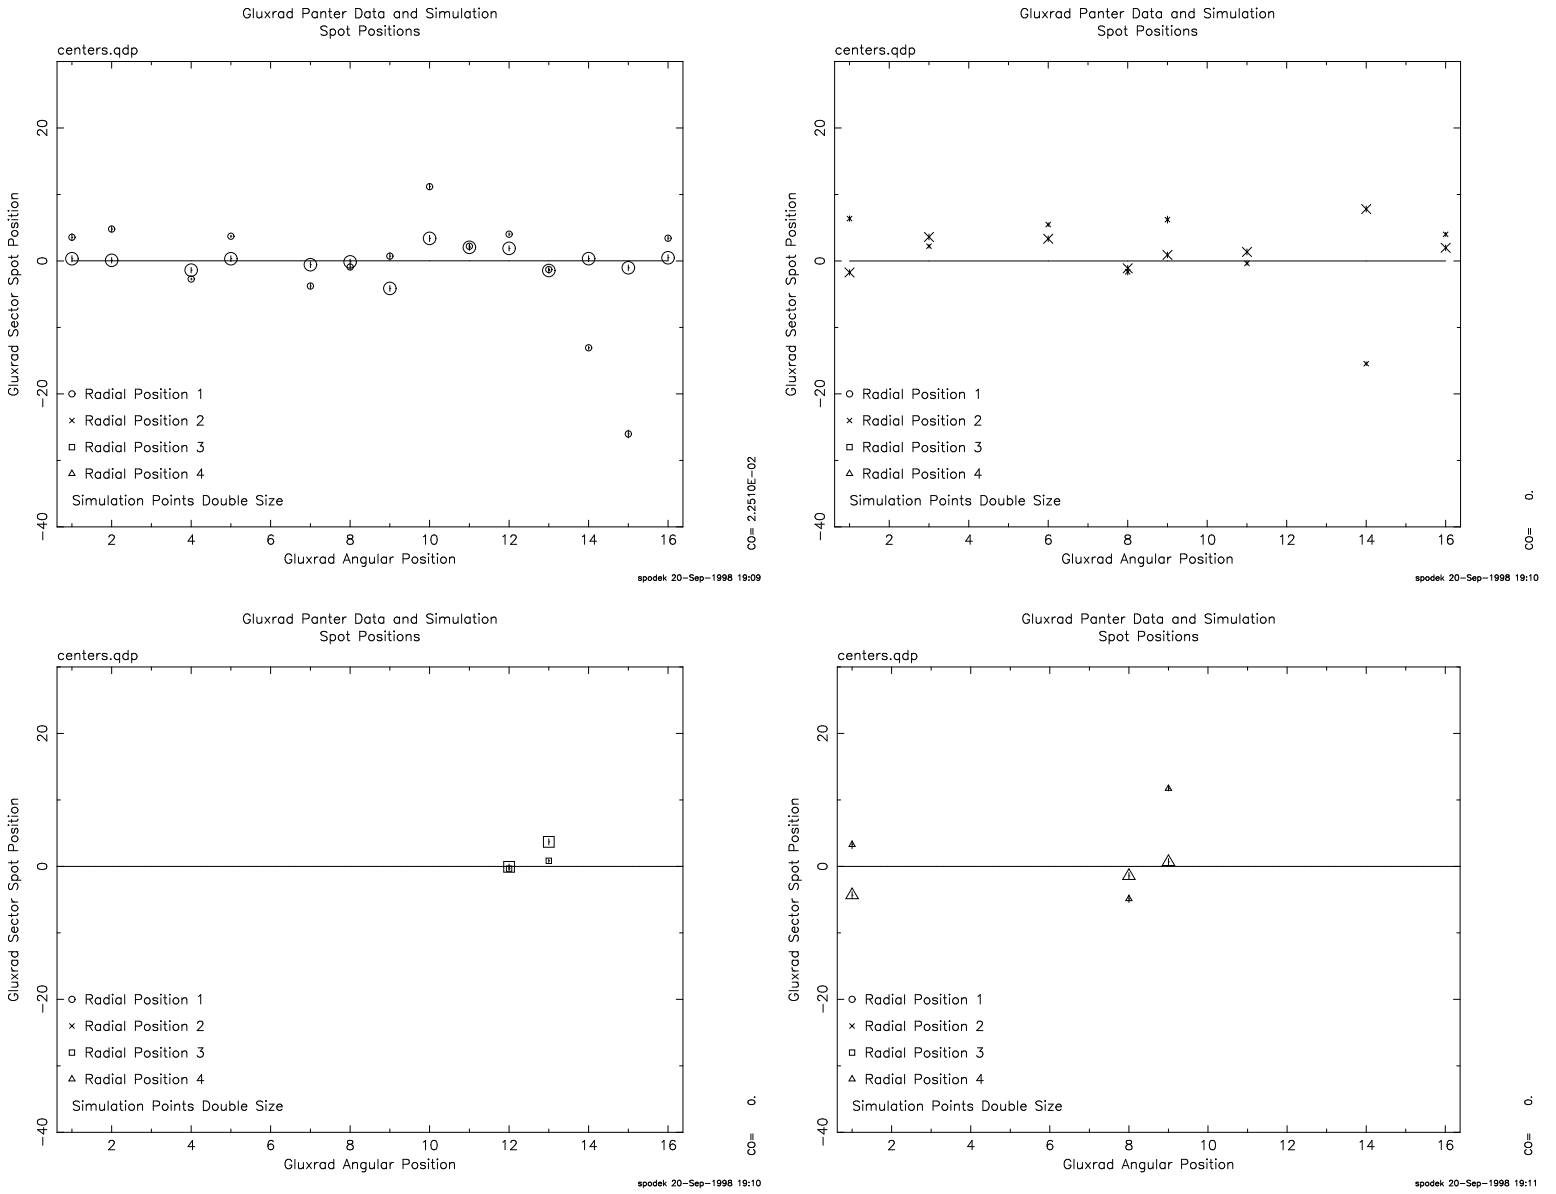 Gluxrad Panter Data and Simulation
Spot Positions
centers.qdp
Gluxrad Sector Spot Position
20
0
−20
−40
Radial Position 1
Radial Position 2
Radial Position 3
Radial Position 4
Simulation Points Double Size
2 4 6 8 10 12 14 16
Gluxrad Angular Position
CO= 2.2510E−02
spodek 20−Sep−1998 19:09
Gluxrad Panter Data and Simulation
Spot Positions
centers.qdp
Gluxrad Sector Spot Position
20
0
−20
−40
Radial Position 1
Radial Position 2
Radial Position 3
Radial Position 4
Simulation Points Double Size
2 4 6 8 10 12 14 16
Gluxrad Angular Position
CO= 0.
spodek 20−Sep−1998 19:10
Gluxrad Panter Data and Simulation
Spot Positions
centers.qdp
Gluxrad Sector Spot Position
20
0
−20
−40
Radial Position 1
Radial Position 2
Radial Position 3
Radial Position 4
Simulation Points Double Size
2 4 6 8 10 12 14 16
Gluxrad Angular Position
CO= 0.
spodek 20−Sep−1998 19:10
Gluxrad Panter Data and Simulation
Spot Positions
centers.qdp
Gluxrad Sector Spot Position
20
0
−20
−40
Radial Position 1
Radial Position 2
Radial Position 3
Radial Position 4
Simulation Points Double Size
2 4 6 8 10 12 14 16
Gluxrad Angular Position
CO= 0.
spodek 20−Sep−1998 19:11